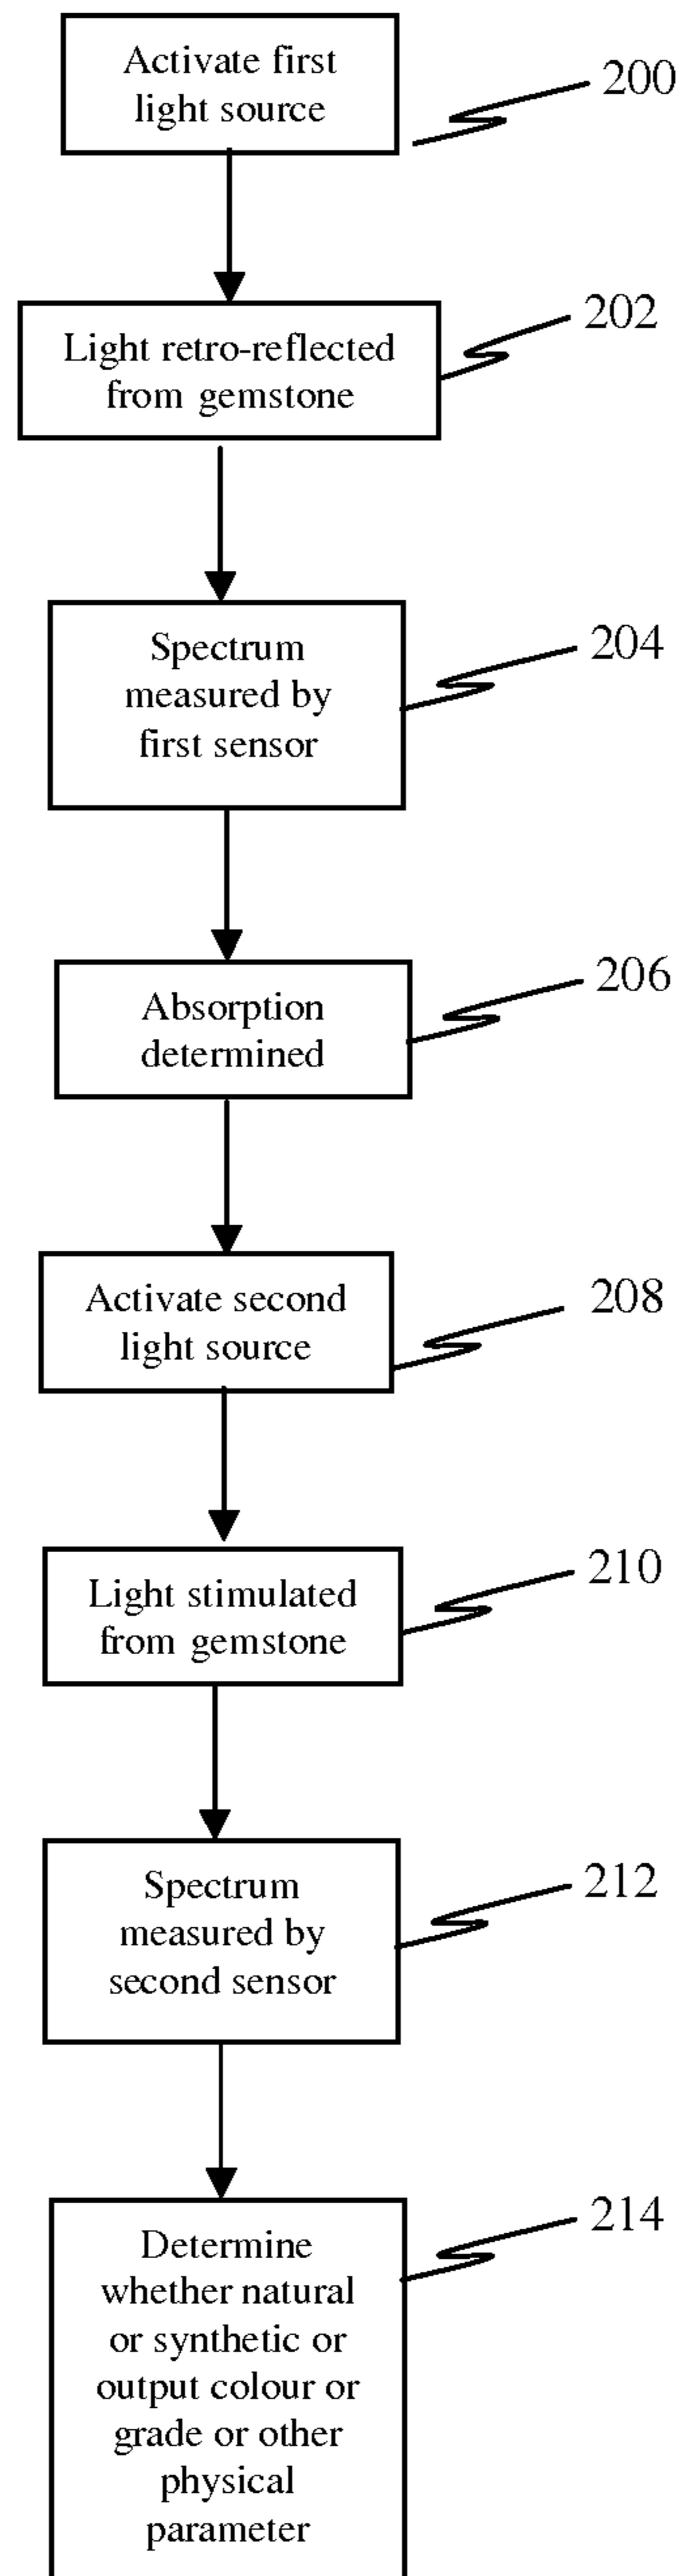 Activate first
light source
200
Light retro-reflected
from gemstone
202
Spectrum
measured by
first sensor
204
Absorption
determined
206
Activate second
light source
208
Light stimulated
from gemstone
210
Spectrum
measured by
second sensor
212
Determine
whether natural
or synthetic or
output colour or
grade or other
physical
parameter
214